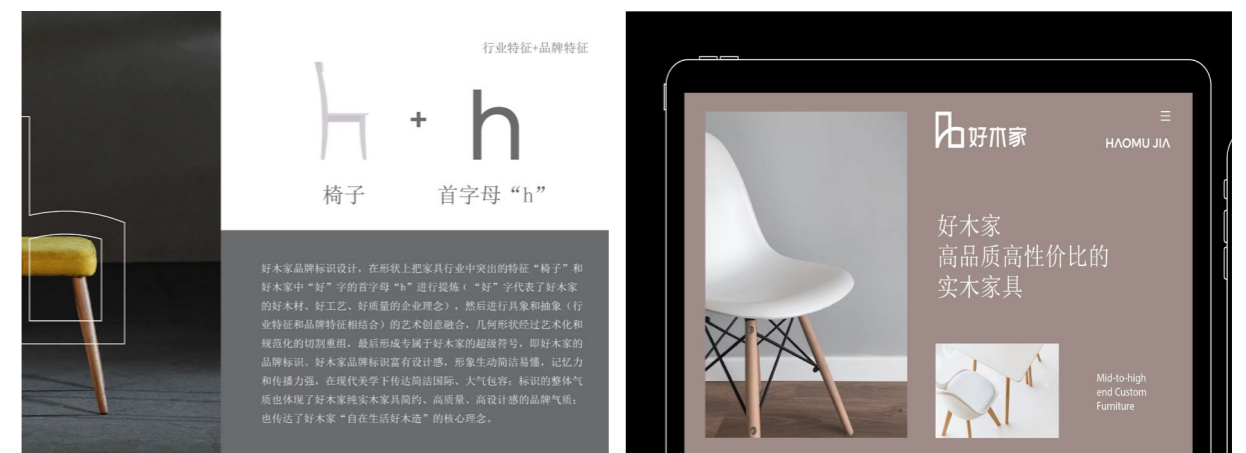 行业特征+品牌特征
+
h
椅子
首字母“h”
好木家品牌标识设计，在形状上把家具行业中突出的特征“椅子”和
好木家中“好”字的首字母“h”进行提炼（“好”字代表了好木家
的好木材、好工艺、好质量的企业理念），然后进行具象和抽象（行
业特征和品牌特征相结合）的艺术创意融合，几何形状经过艺术化和
规范化的切割重组，最后形成专属于好木家的超级符号，即好木家的
品牌标识。好木家品牌标识富有设计感，形象生动简洁易懂，记忆力
和传播力强，在现代美学下传达简洁国际、大气包容；标识的整体气
质也体现了好木家纯实木家具简约、高质量、高设计感的品牌气质；
也传达了好木家“自在生活好木造”的核心理念。
好木家
HAOMU JIA
好木家
高品质高性价比的
实木家具
Mid-to-high
end Custom
Furniture